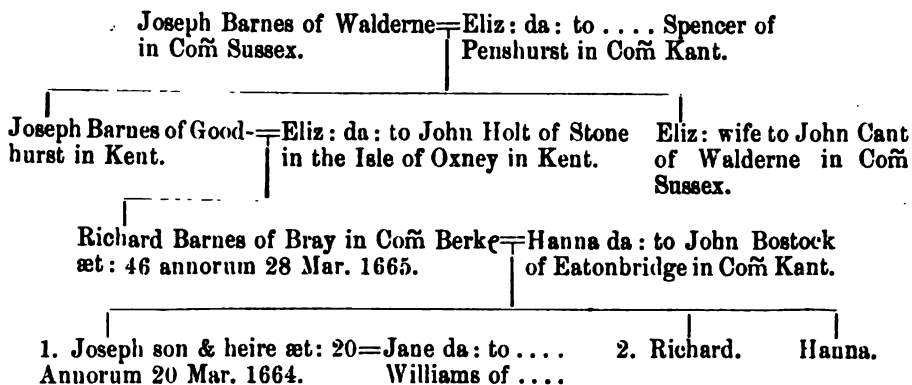 Joseph Barnes of Walderne=Eliz: da: to .... Spencer of
in Com̃ Sussex. Penshurst in Com̃ Kant.
Joseph Barnes of Good-=Eliz: da: to John Holt of Stone
hurst in Kent. in the Isle of Oxney in Kent.
Eliz: wife to John Cant
of Walderne in Com̃
Sussex.
Richard Barnes of Bray in Com̃ Berke=Hanna da: to John Bostock
æt: 46 annorum 28 Mar. 1665. of Eatonbridge in Com̃ Kant.
1. Joseph son & heire æt: 20=Jane da: to .... 2. Richard. Hanna.
Annorum 20 Mar. 1664. Williams of ....